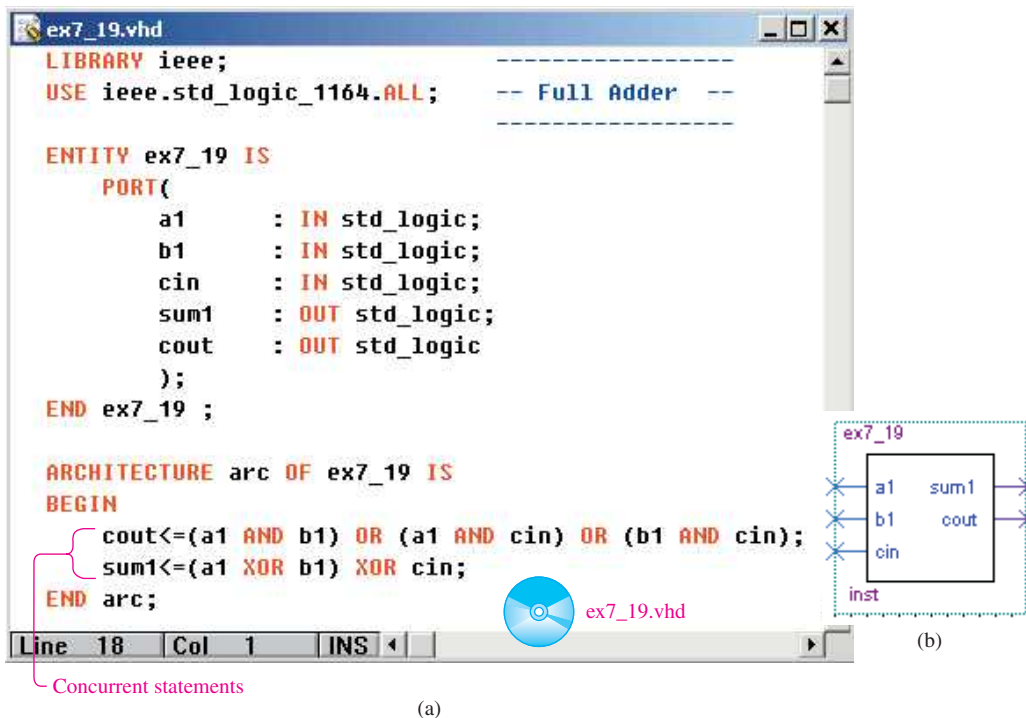 ex7_19.vhd
LIBRARY ieee; -----------------
USE ieee.std_logic_1164.ALL; -- Full Adder --
-----------------
ENTITY ex7_19 IS
PORT(
a1 : IN std_logic;
b1 : IN std_logic;
cin : IN std_logic;
sum1 : OUT std_logic;
cout : OUT std_logic
);
END ex7_19 ;
ARCHITECTURE arc OF ex7_19 IS
BEGIN
cout<=(a1 AND b1) OR (a1 AND cin) OR (b1 AND cin);
sum1<=(a1 XOR b1) XOR cin;
END arc;
ex7_19.vhd
Line 18 Col 1 INS
Concurrent statements
(a)
ex7_19
a1 sum1
b1 cout
cin
inst
(b)